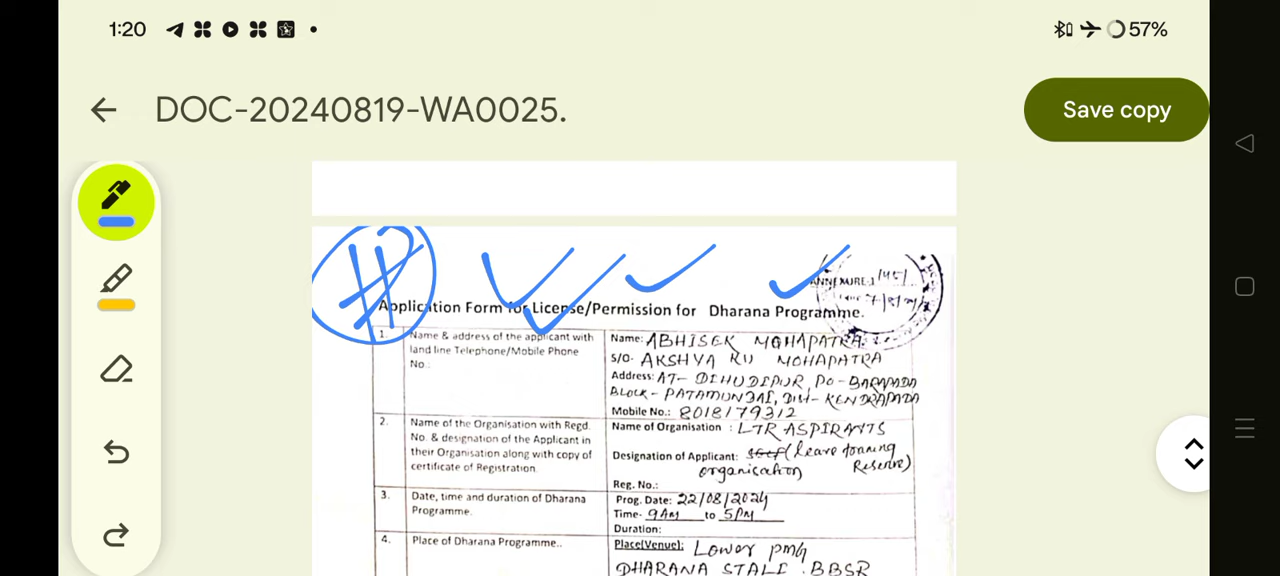 1:20
57%
DOC-20240819-WA0025.
Save copy
ANNEXURE-1
Application Form for License/Permission for Dharana Programme.
1. Name & address of the applicant with land line Telephone/Mobile Phone No.:
Name: ABHISEK MOHAPATRA
S/O- AKSHYA KU MOHAPATRA
Address: AT- DIHUDIPUR, PO- BARAPADA
BLOCK- PATAMUNDAI, DIST- KENDRAPADA
Mobile No.: 8018179312
2. Name of the Organisation with Regd. No. & designation of the Applicant in their Organisation along with copy of certificate of Registration.
Name of Organisation : LTR ASPIRANTS
Designation of Applicant: (leave training Reserve)
organisation
Reg. No.:
3. Date, time and duration of Dharana Programme.
Prog. Date: 22/08/2024
Time- 9AM to 5PM
Duration:
4. Place of Dharana Programme..
Place(Venue): Lower PMG
DHARANA STALL . BBSR